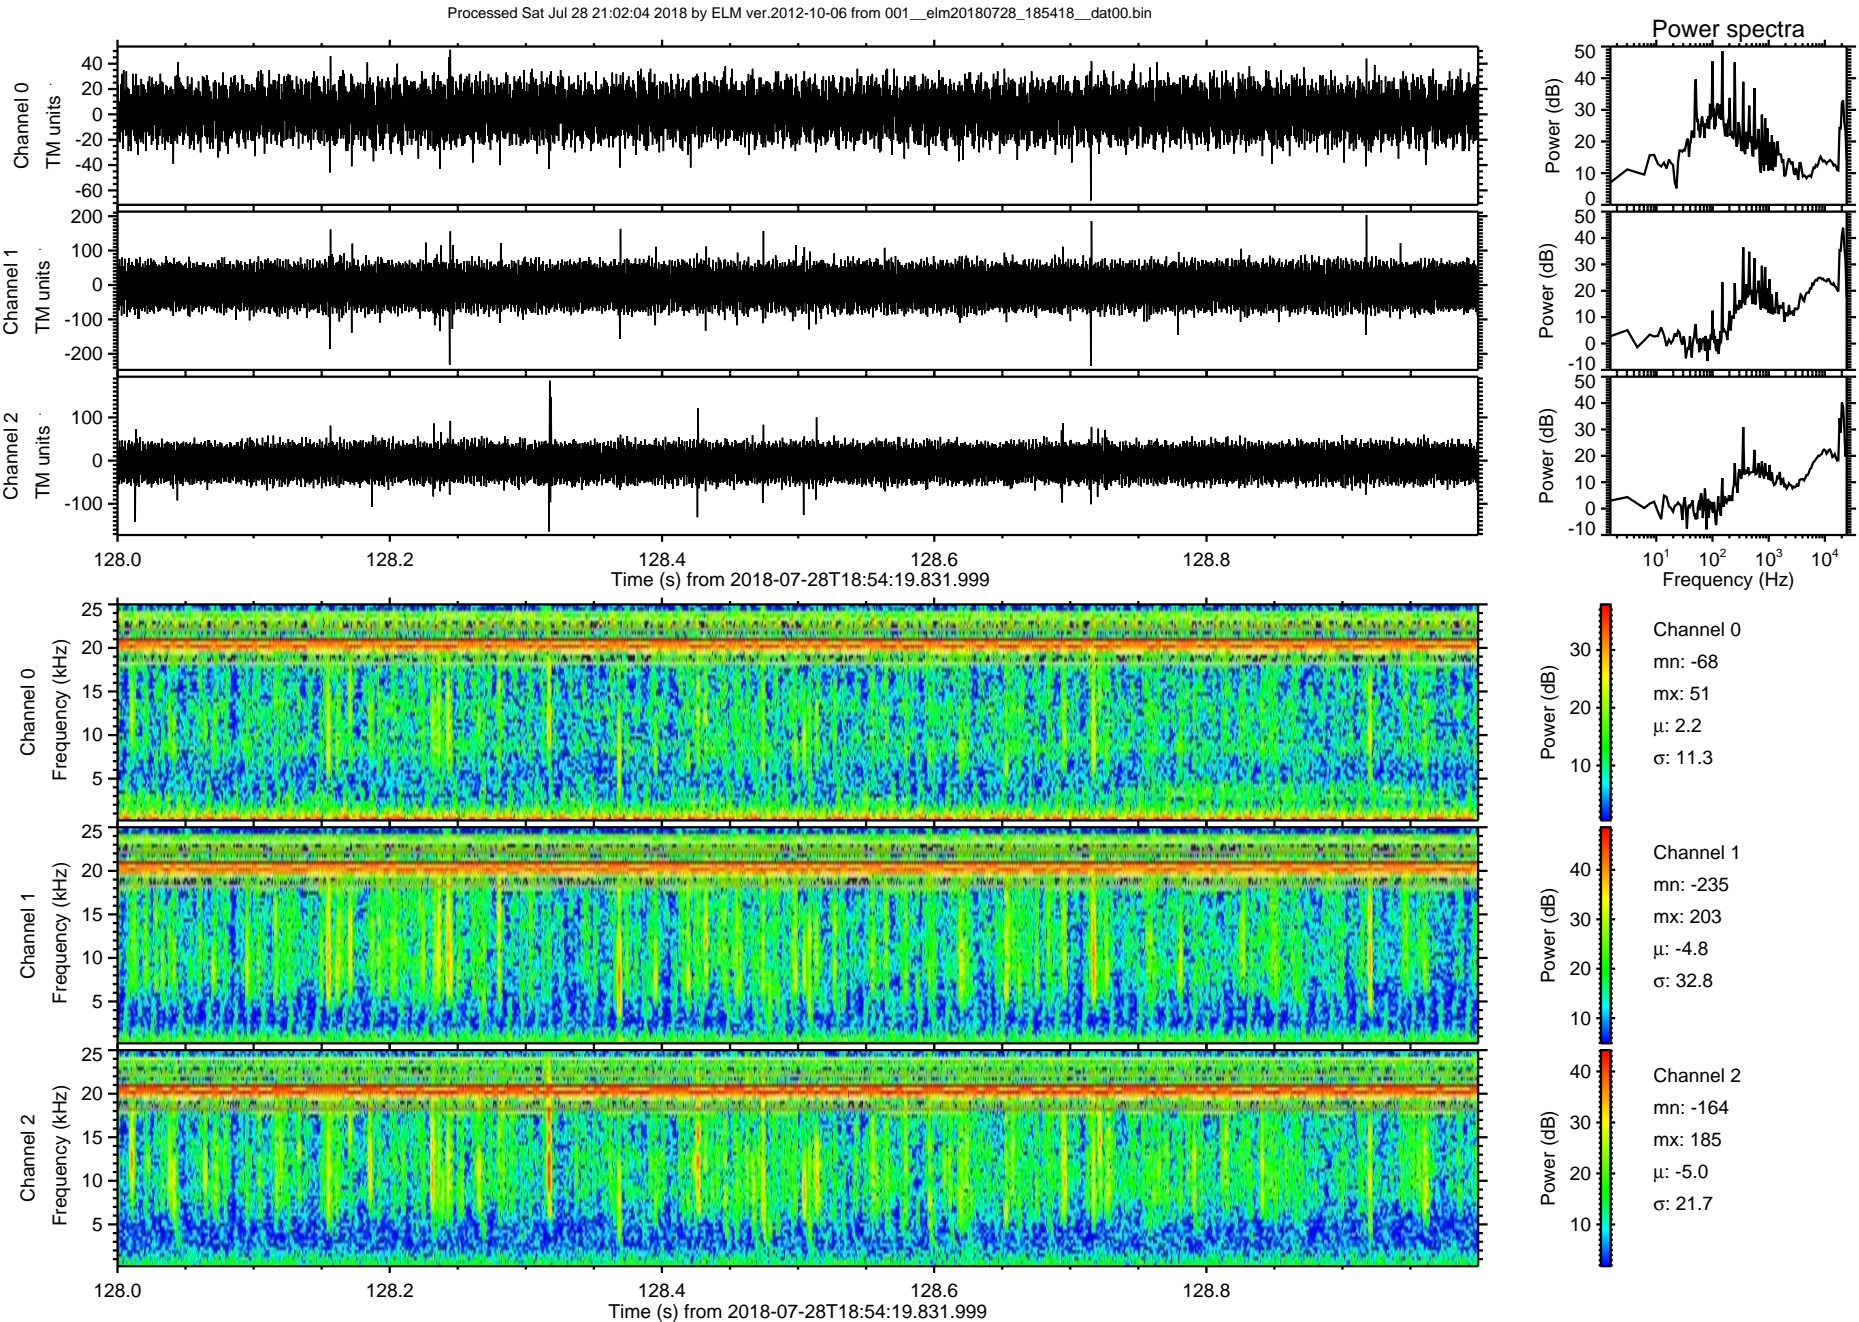 Processed Sat Jul 28 21:02:04 2018 by ELM ver.2012-10-06 from 001__elm20180728_185418__dat00.bin
Power spectra
Channel 0
TM units
40
20
0
-20
-40
-60
Power (dB)
50
40
30
20
10
0
Channel 1
TM units
200
100
0
-100
-200
Power (dB)
50
40
30
20
10
0
-10
Channel 2
TM units
100
0
-100
Power (dB)
50
40
30
20
10
0
-10
128.0 128.2 128.4 128.6 128.8
Time (s) from 2018-07-28T18:54:19.831.999
10¹ 10² 10³ 10⁴
Frequency (Hz)
Channel 0
Frequency (kHz)
25
20
15
10
5
Power (dB)
30
20
10
Channel 0
mn: -68
mx: 51
µ: 2.2
σ: 11.3
Channel 1
Frequency (kHz)
25
20
15
10
5
Power (dB)
40
30
20
10
Channel 1
mn: -235
mx: 203
µ: -4.8
σ: 32.8
Channel 2
Frequency (kHz)
25
20
15
10
5
Power (dB)
40
30
20
10
Channel 2
mn: -164
mx: 185
µ: -5.0
σ: 21.7
128.0 128.2 128.4 128.6 128.8
Time (s) from 2018-07-28T18:54:19.831.999